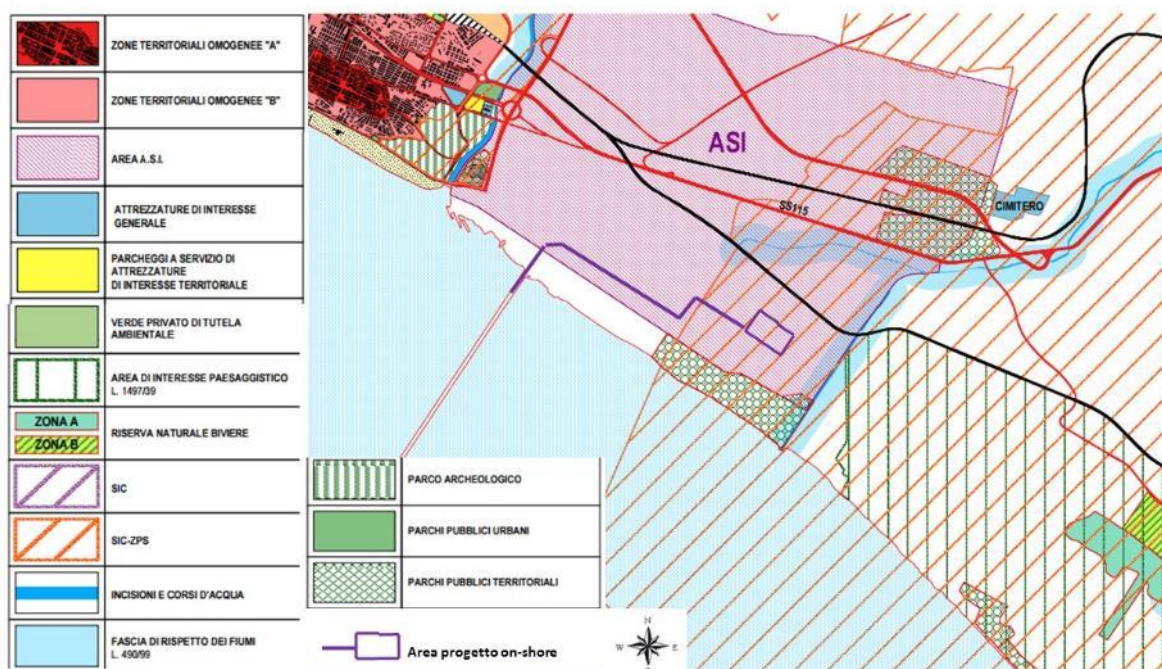 ZONE TERRITORIALI OMOGENEE "A"
ZONE TERRITORIALI OMOGENEE "B"
AREA A.S.I.
ATTREZZATURE DI INTERESSE
GENERALE
PARCHEGGI A SERVIZIO DI
ATTREZZATURE
DI INTERESSE TERRITORIALE
VERDE PRIVATO DI TUTELA
AMBIENTALE
AREA DI INTERESSE PAESAGGISTICO
L. 1497/39
ZONA A
ZONA B
RISERVA NATURALE BIVIERE
SIC
SIC-ZPS
INCISIONI E CORSI D'ACQUA
FASCIA DI RISPETTO DEI FIUMI
L. 490/99
PARCO ARCHEOLOGICO
PARCHI PUBBLICI URBANI
PARCHI PUBBLICI TERRITORIALI
Area progetto on-shore
N
W E
ASI
SS115
CIMITERO